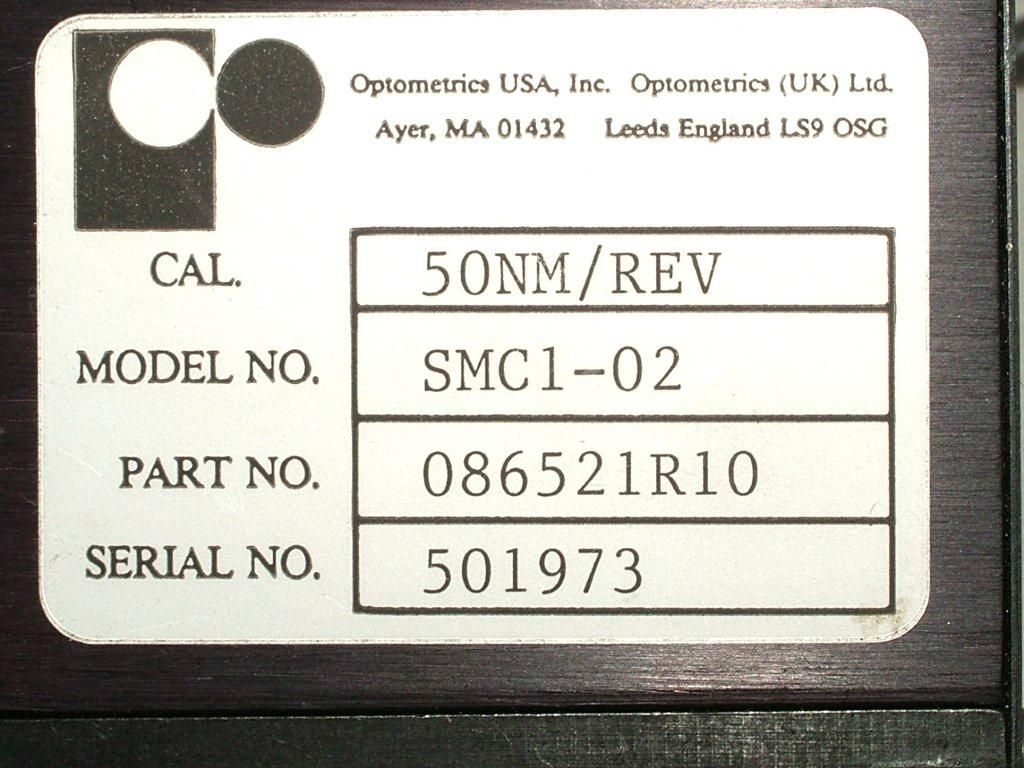 Optometrics USA, Inc. Optometrics (UK) Ltd.
Ayer, MA 01432 Leeds England LS9 OSG
CAL. 50NM/REV
MODEL NO. SMC1-02
PART NO. 086521R10
SERIAL NO. 501973